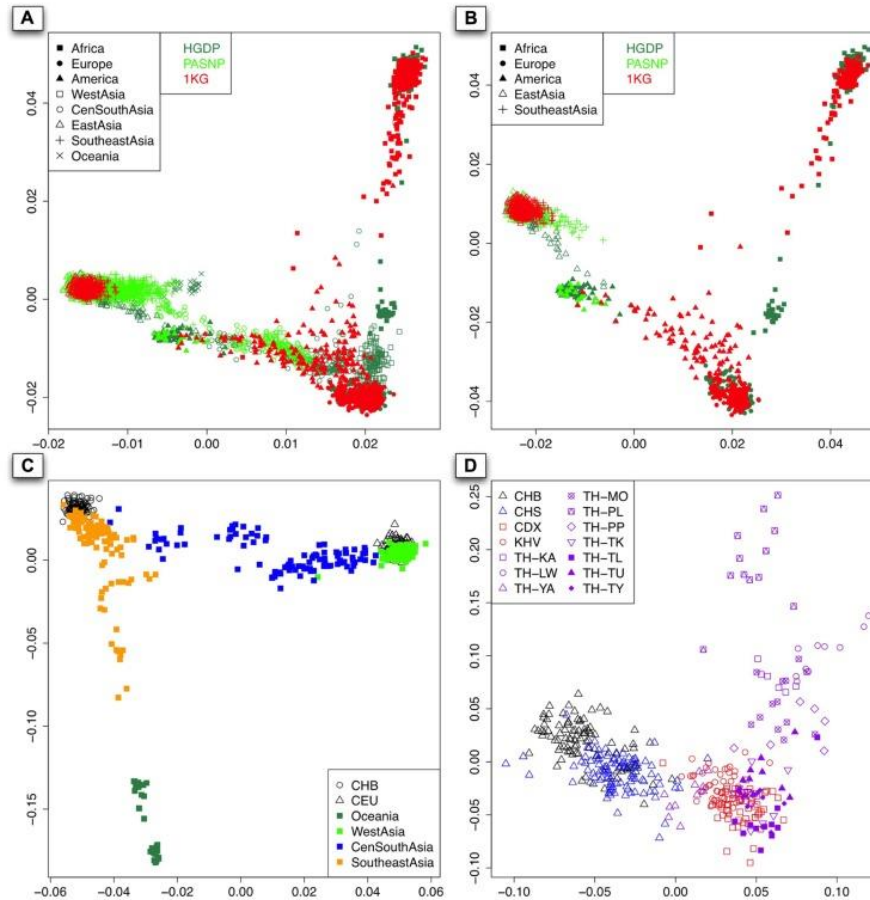 A
Africa
Europe
America
WestAsia
CenSouthAsia
EastAsia
SoutheastAsia
Oceania
HGDP
PASNP
1KG
0.04
0.02
0.00
−0.02
−0.02
−0.01
0.00
0.01
0.02
B
Africa
Europe
America
EastAsia
SoutheastAsia
HGDP
PASNP
1KG
0.04
0.02
0.00
−0.02
−0.04
−0.02
0.00
0.02
0.04
C
0.00
−0.05
−0.10
−0.15
CHB
CEU
Oceania
WestAsia
CenSouthAsia
SoutheastAsia
−0.06
−0.04
−0.02
0.00
0.02
0.04
0.06
D
CHB
CHS
CDX
KHV
TH−KA
TH−LW
TH−YA
TH−MO
TH−PL
TH−PP
TH−TK
TH−TL
TH−TU
TH−TY
0.25
0.20
0.15
0.10
0.05
0.00
−0.05
−0.10
−0.10
−0.05
0.00
0.05
0.10